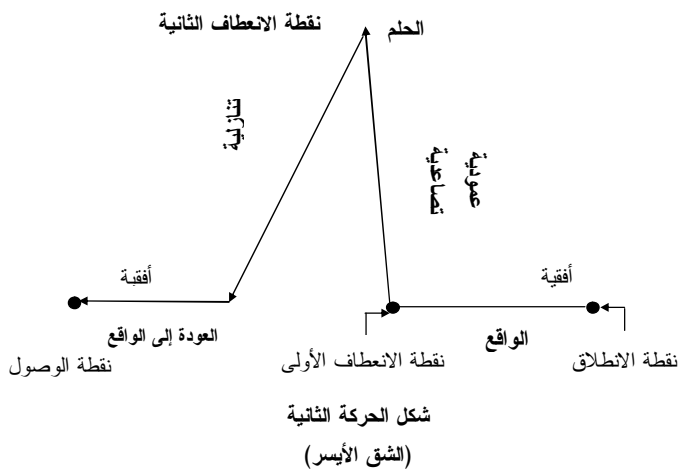 الحلم
نقطة الانعطاف الثانية
تنازلية
عمودية
تصاعدية
أفقية
أفقبة
الواقع
العودة إلى الواقع
نقطة الانطلاق
نقطة الانعطاف الأولى
نقطة الوصول
شكل الحركة الثانية
(الشق الأيسر)